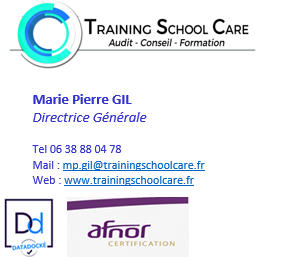 TRAINING SCHOOL CARE
Audit - Conseil - Formation
Marie Pierre GIL
Directrice Générale
Tel 06 38 88 04 78
Mail : mp.gil@trainingschoolcare.fr
Web : www.trainingschoolcare.fr
Dd
DATADOCKÉ
afnor
CERTIFICATION